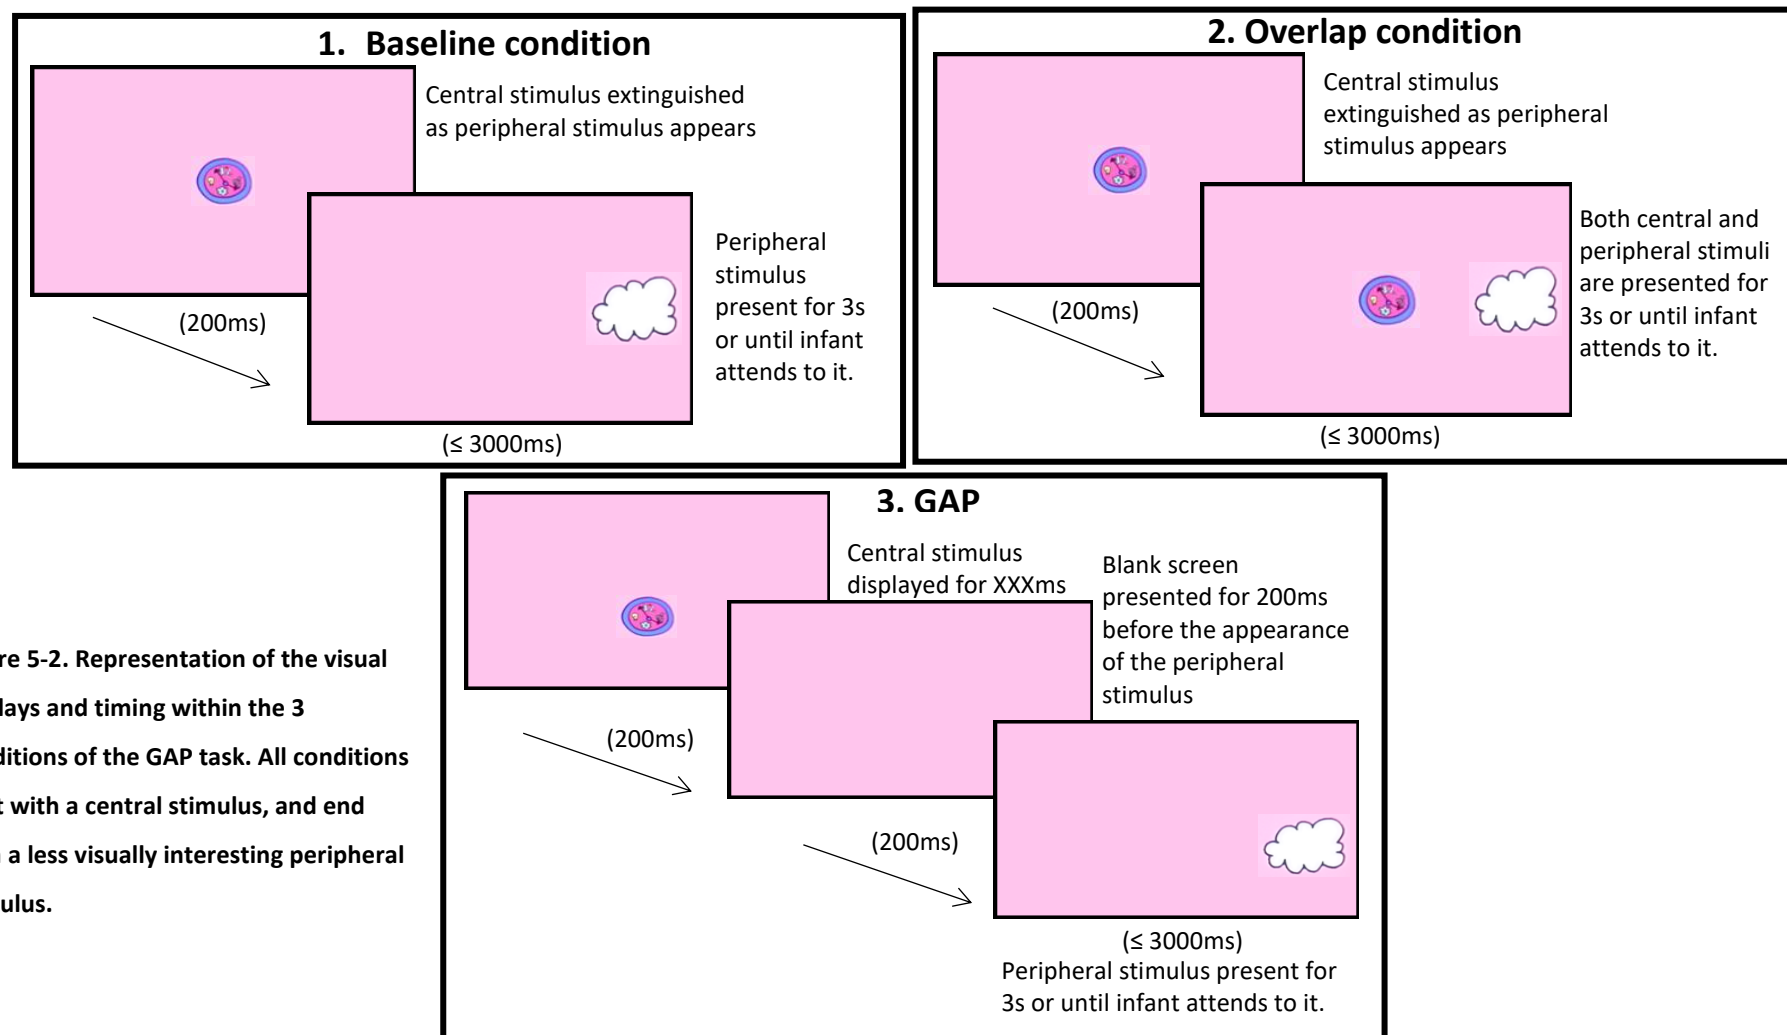 1. Baseline condition
Central stimulus extinguished
as peripheral stimulus appears
(200ms)
Peripheral
stimulus
present for 3s
or until infant
attends to it.
(≤ 3000ms)
2. Overlap condition
Central stimulus
extinguished as peripheral
stimulus appears
(200ms)
Both central and
peripheral stimuli
are presented for
3s or until infant
attends to it.
(≤ 3000ms)
3. GAP
Central stimulus
displayed for XXXms
Blank screen
presented for 200ms
before the appearance
of the peripheral
stimulus
(200ms)
(200ms)
(≤ 3000ms)
Peripheral stimulus present for
3s or until infant attends to it.
re 5-2. Representation of the visual
lays and timing within the 3
ditions of the GAP task. All conditions
t with a central stimulus, and end
a less visually interesting peripheral
ulus.